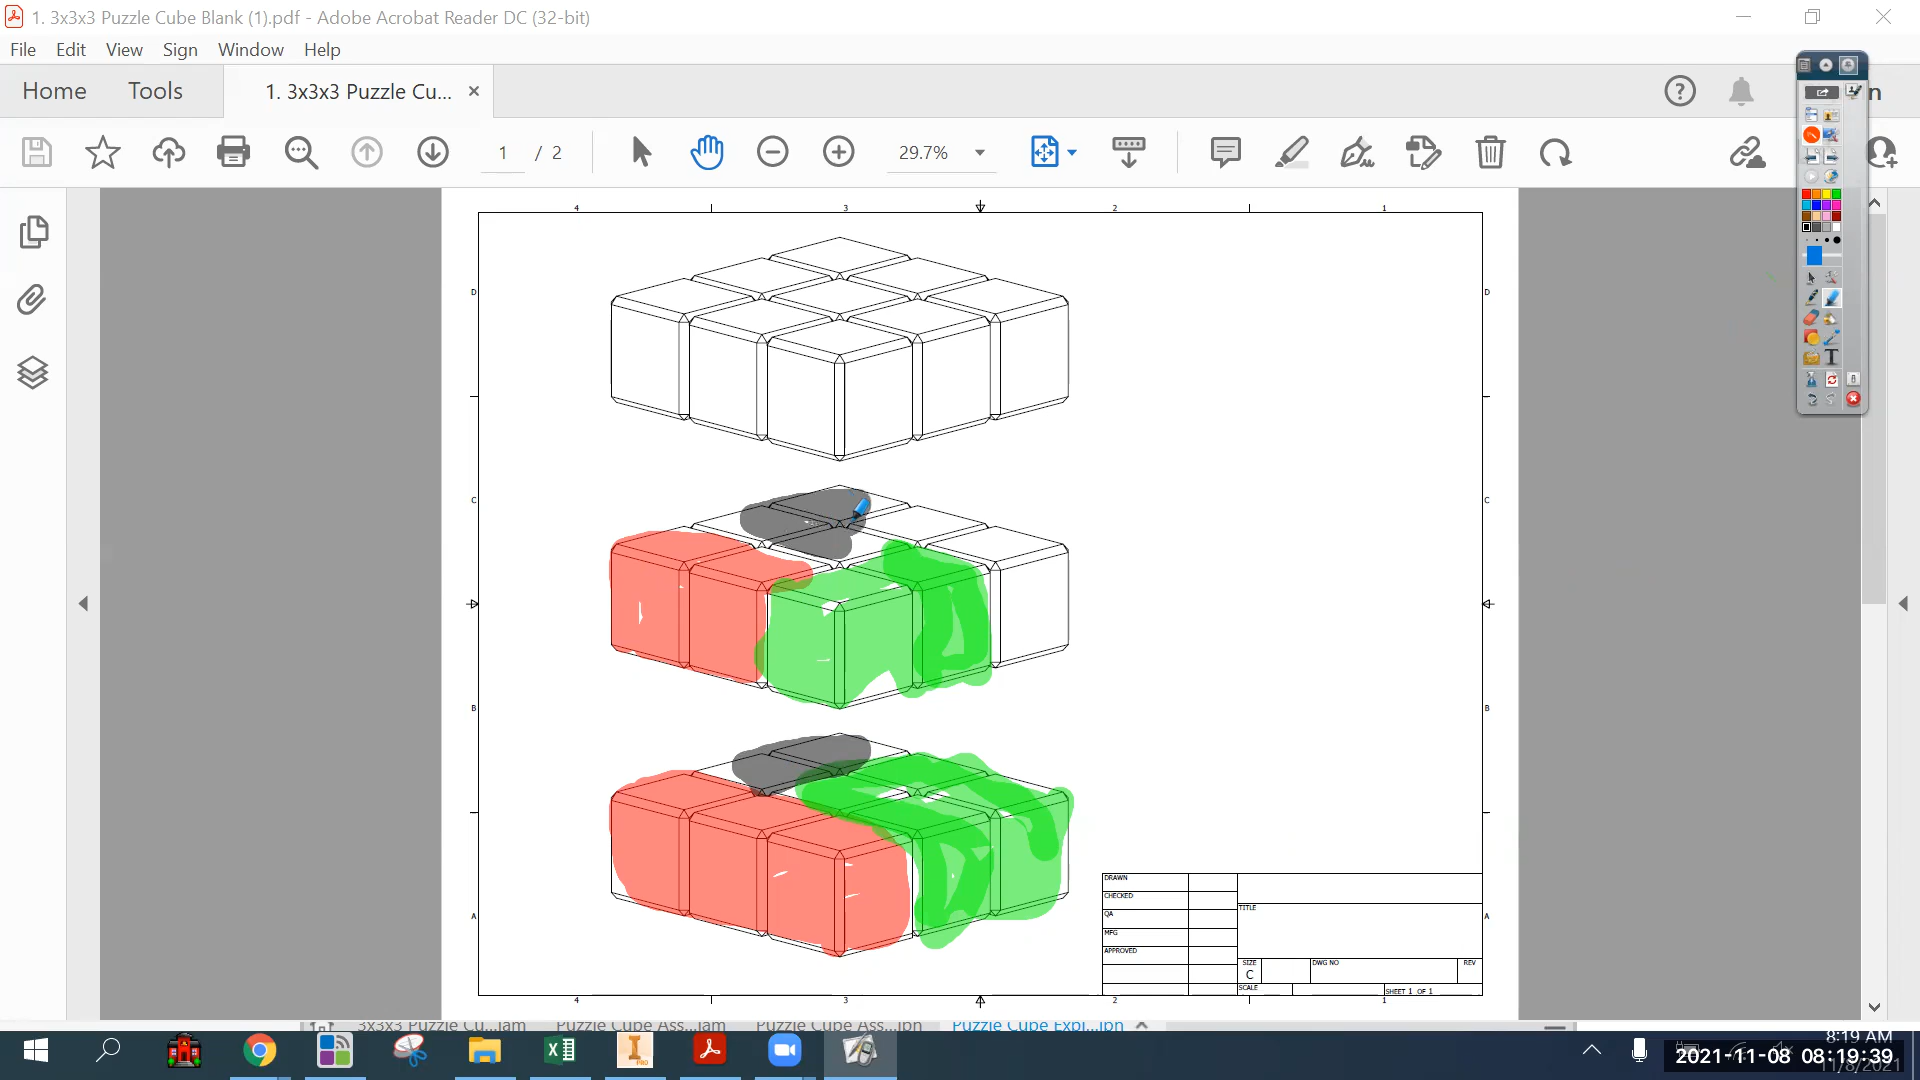 1. 3x3x3 Puzzle Cube Blank (1).pdf - Adobe Acrobat Reader DC (32-bit)
File Edit View Sign Window Help
Home Tools 1. 3x3x3 Puzzle Cu... ×
1 / 2 29.7%
4 3 2 1
D D
C C
B B
A A
DRAWN
CHECKED
QA
MFG
APPROVED
TITLE
SIZE
C
DWG NO
REV
SCALE
SHEET 1 OF 1
4 3 2 1
3x3x3 Puzzle Cu...iam Puzzle Cube Ass...iam Puzzle Cube Ass...ipn Puzzle Cube Expl...ipn
8:19 AM
2021-11-08 08:19:39
11/8/2021